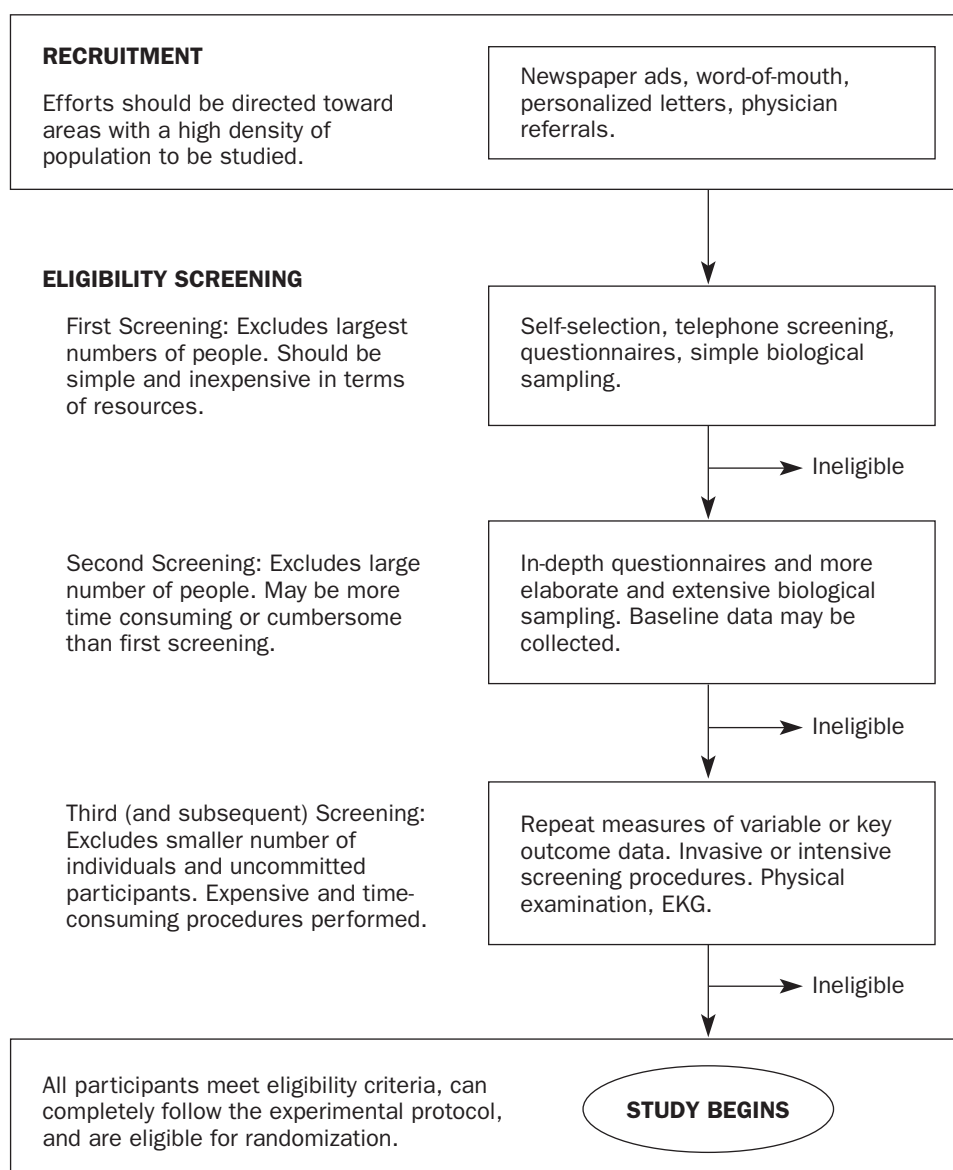 RECRUITMENT
Efforts should be directed toward
areas with a high density of
population to be studied.
Newspaper ads, word-of-mouth,
personalized letters, physician
referrals.
ELIGIBILITY SCREENING
First Screening: Excludes largest
numbers of people. Should be
simple and inexpensive in terms
of resources.
Self-selection, telephone screening,
questionnaires, simple biological
sampling.
Ineligible
Second Screening: Excludes large
number of people. May be more
time consuming or cumbersome
than first screening.
In-depth questionnaires and more
elaborate and extensive biological
sampling. Baseline data may be
collected.
Ineligible
Third (and subsequent) Screening:
Excludes smaller number of
individuals and uncommitted
participants. Expensive and time-
consuming procedures performed.
Repeat measures of variable or key
outcome data. Invasive or intensive
screening procedures. Physical
examination, EKG.
Ineligible
All participants meet eligibility criteria, can
completely follow the experimental protocol,
and are eligible for randomization.
STUDY BEGINS